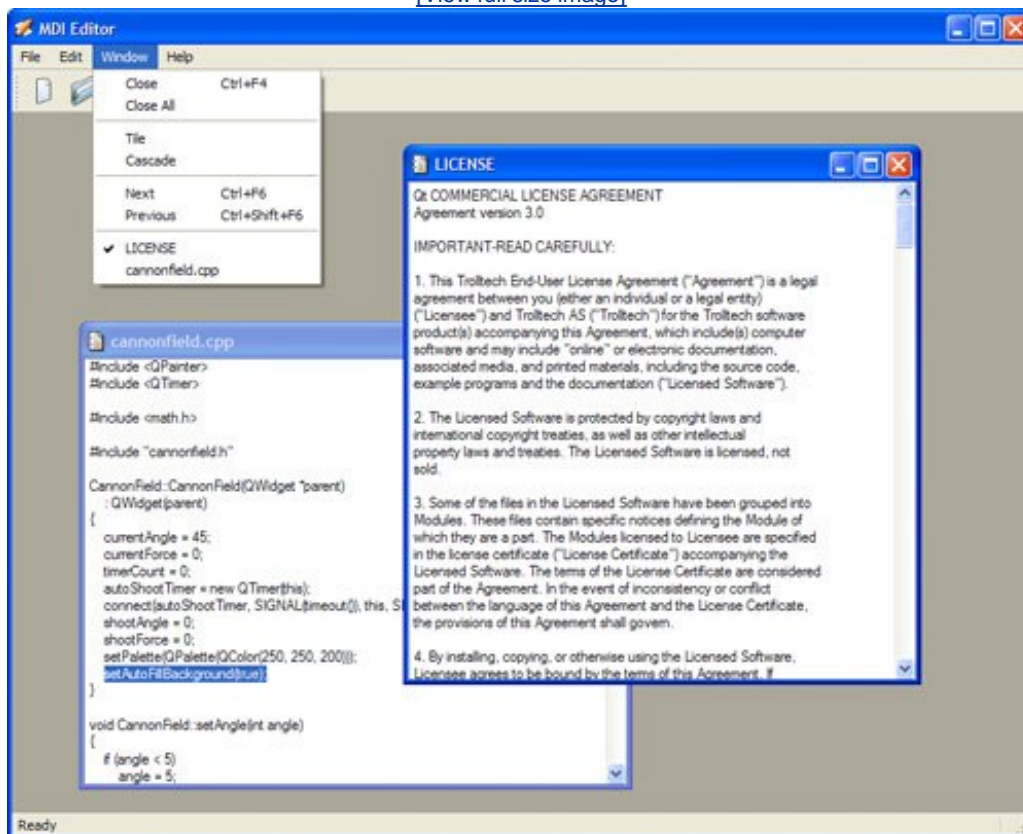 [View full size image]
MDI Editor
File Edit Window Help
Close Ctrl+F4
Close All
Tile
Cascade
Next Ctrl+F6
Previous Ctrl+Shift+F6
✔ LICENSE
cannonfield.cpp
LICENSE
Qt COMMERCIAL LICENSE AGREEMENT
Agreement version 3.0
IMPORTANT-READ CAREFULLY:
1. This Trolltech End-User License Agreement ("Agreement") is a legal
agreement between you (either an individual or a legal entity)
("Licensee") and Trolltech AS ("Trolltech") for the Trolltech software
product(s) accompanying this Agreement, which include(s) computer
software and may include "online" or electronic documentation,
associated media, and printed materials, including the source code,
example programs and the documentation ("Licensed Software").
2. The Licensed Software is protected by copyright laws and
international copyright treaties, as well as other intellectual
property laws and treaties. The Licensed Software is licensed, not
sold.
3. Some of the files in the Licensed Software have been grouped into
Modules. These files contain specific notices defining the Module of
which they are a part. The Modules licensed to Licensee are specified
in the license certificate ("License Certificate") accompanying the
Licensed Software. The terms of the License Certificate are considered
part of the Agreement. In the event of inconsistency or conflict
between the language of this Agreement and the License Certificate,
the provisions of this Agreement shall govern.
4. By installing, copying, or otherwise using the Licensed Software,
Licensee agrees to be bound by the terms of this Agreement. If
cannonfield.cpp
#include <QPainter>
#include <QTimer>
#include <math.h>
#include "cannonfield.h"
CannonField::CannonField(QWidget *parent)
: QWidget(parent)
{
currentAngle = 45;
currentForce = 0;
timerCount = 0;
autoShootTimer = new QTimer(this);
connect(autoShootTimer, SIGNAL(timeout()), this, S
shootAngle = 0;
shootForce = 0;
setPalette(QPalette(QColor(250, 250, 200)));
setAutoFillBackground(true);
}
void CannonField::setAngle(int angle)
{
if (angle < 5)
angle = 5;
Ready